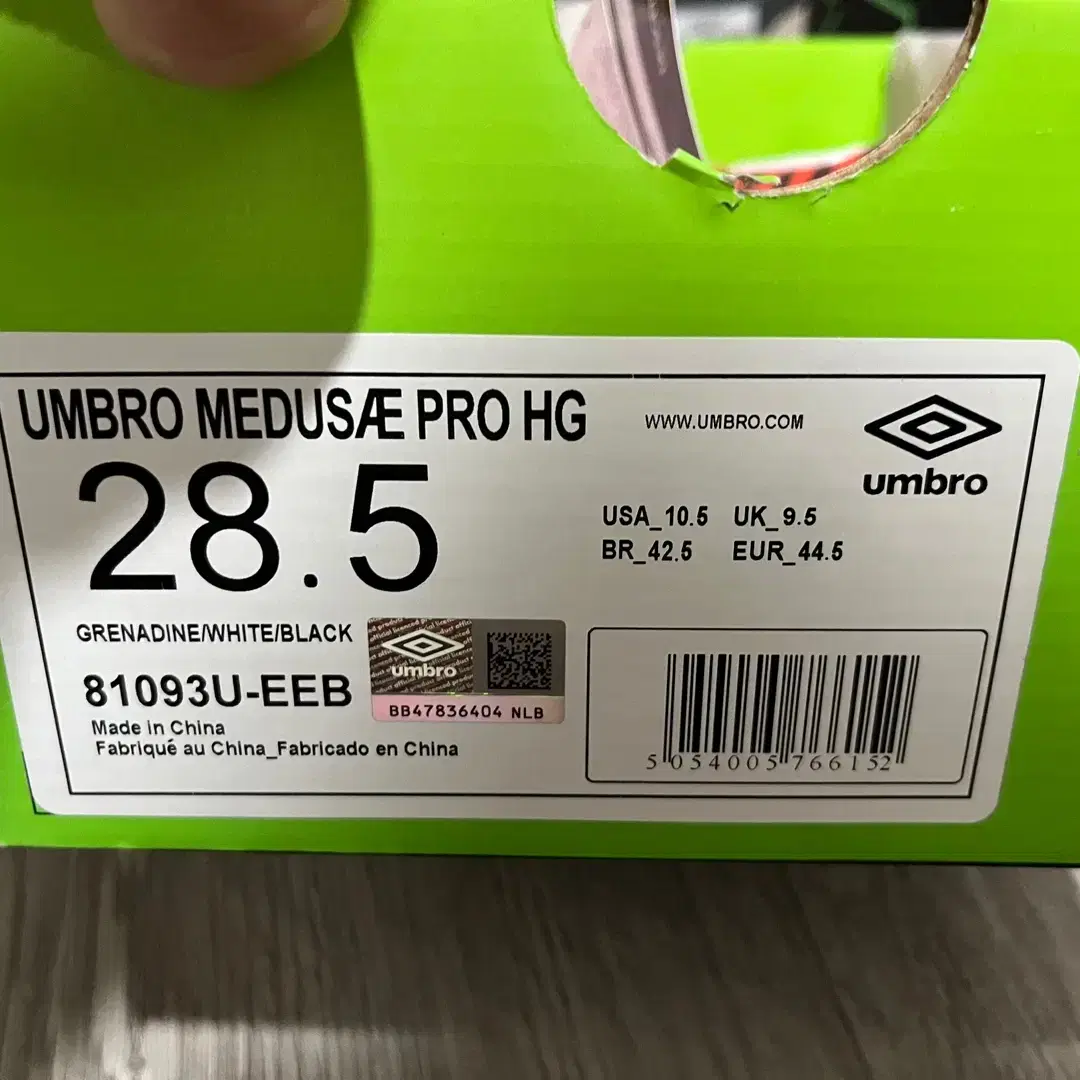 UMBRO MEDUSÆ PRO HG
WWW.UMBRO.COM
umbro
28.5
USA_10.5 UK_9.5
BR_42.5 EUR_44.5
GRENADINE/WHITE/BLACK
81093U-EEB
umbro
BB47836404 NLB
Made in China
Fabriqué au China_Fabricado en China
5 054005 766152